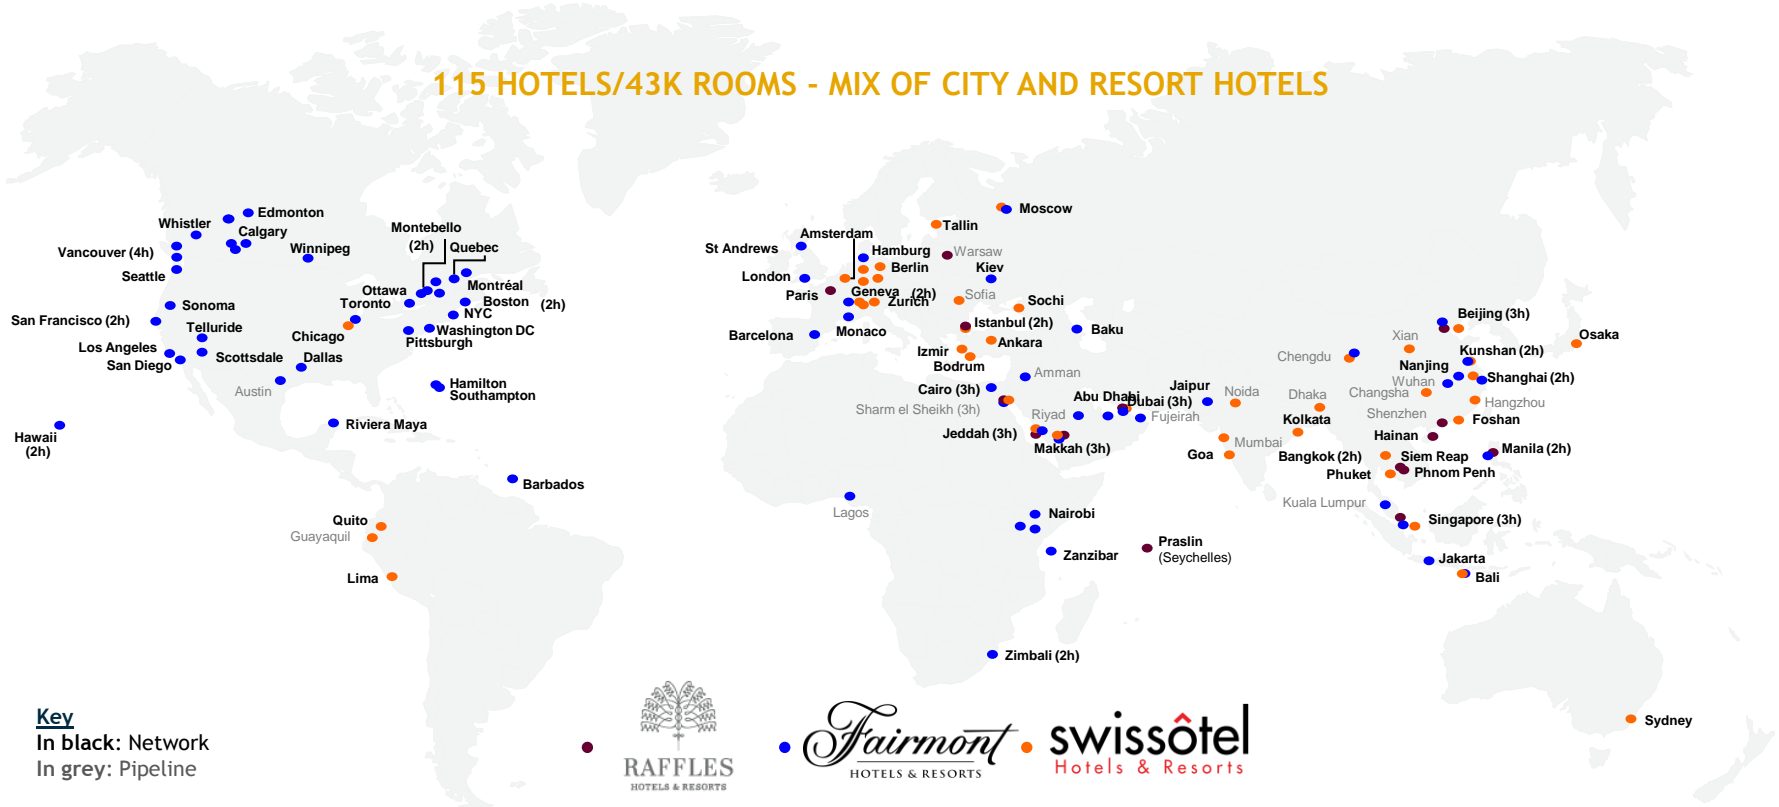 115 HOTELS/43K ROOMS - MIX OF CITY AND RESORT HOTELS
Edmonton
Whistler
Calgary
Vancouver (4h)
Winnipeg
Seattle
Montebello
(2h)
Quebec
Ottawa
Montréal
Toronto
Boston (2h)
Sonoma
NYC
San Francisco (2h)
Telluride
Chicago
Washington DC
Pittsburgh
Los Angeles
Scottsdale
Dallas
San Diego
Austin
Hamilton
Southampton
Hawaii
(2h)
Riviera Maya
Barbados
Quito
Guayaquil
Lima
Moscow
Tallin
Amsterdam
St Andrews
Hamburg
Warsaw
London
Berlin
Kiev
Paris
Geneva (2h)
Zurich
Sofia
Sochi
Barcelona
Monaco
Istanbul (2h)
Baku
Ankara
Izmir
Bodrum
Amman
Cairo (3h)
Sharm el Sheikh (3h)
Abu Dhabi
Dubai (3h)
Riyad
Fujeirah
Jeddah (3h)
Makkah (3h)
Jaipur
Noida
Dhaka
Kolkata
Mumbai
Goa
Chengdu
Xian
Beijing (3h)
Osaka
Kunshan (2h)
Nanjing
Wuhan
Shanghai (2h)
Changsha
Hangzhou
Shenzhen
Foshan
Hainan
Bangkok (2h)
Siem Reap
Manila (2h)
Phuket
Phnom Penh
Kuala Lumpur
Singapore (3h)
Lagos
Nairobi
Zanzibar
Praslin
(Seychelles)
Jakarta
Bali
Zimbali (2h)
Sydney
Key
In black: Network
In grey: Pipeline
RAFFLES
HOTELS & RESORTS
Fairmont
HOTELS & RESORTS
swissôtel
Hotels & Resorts